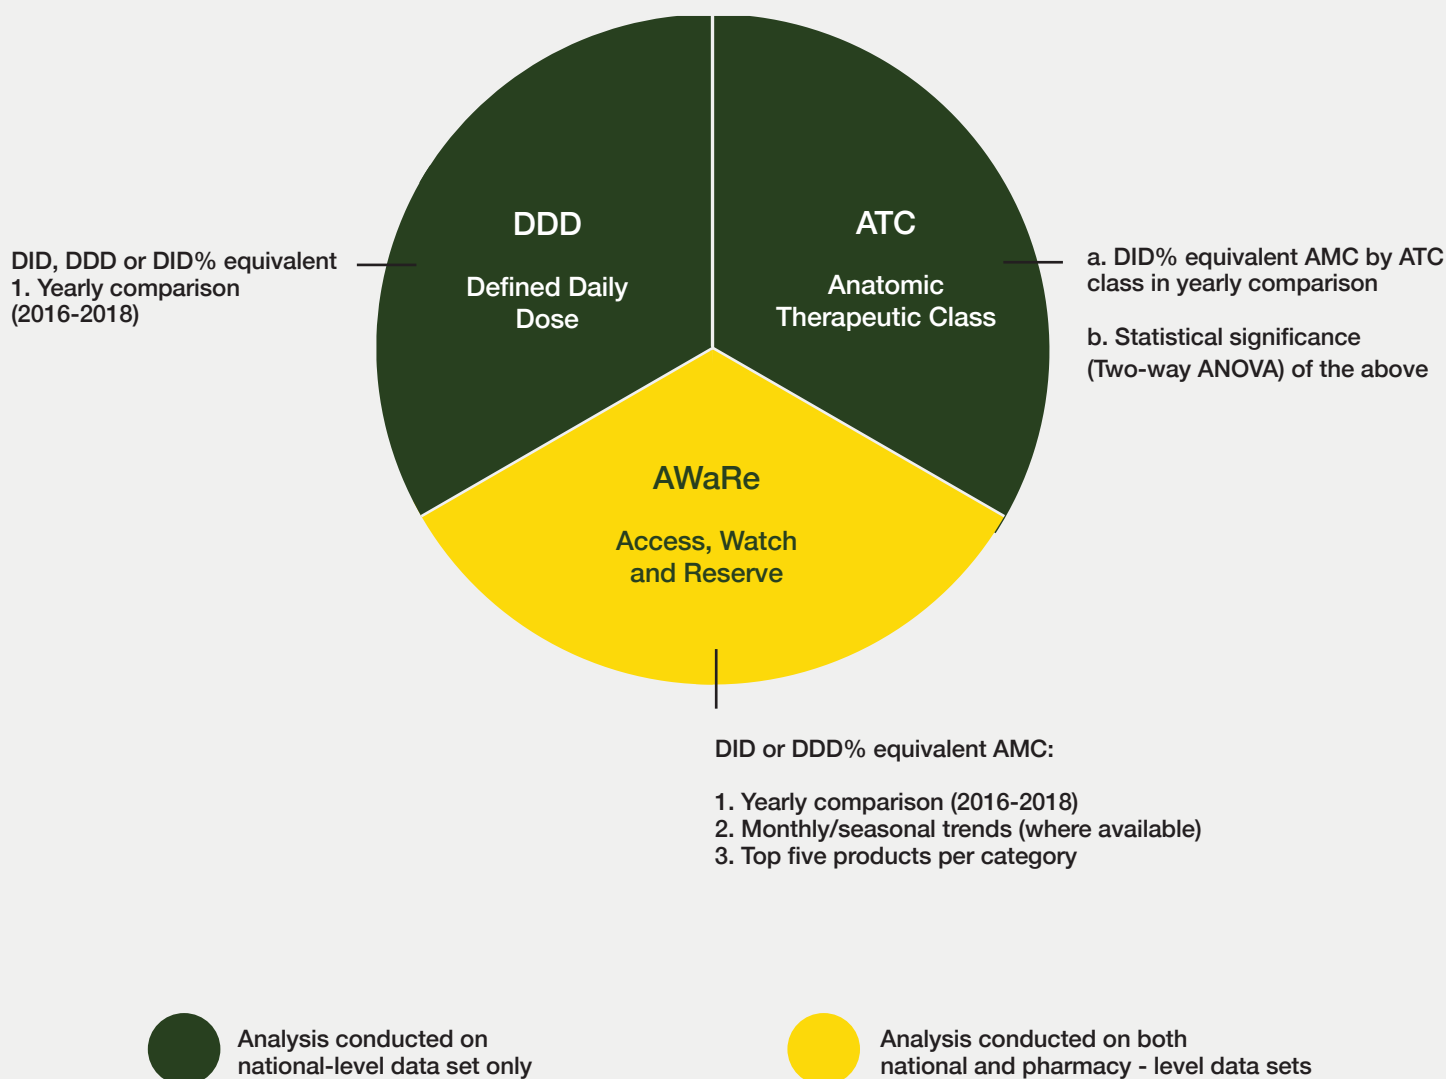 DDD
Defined Daily
Dose
ATC
Anatomic
Therapeutic Class
DID, DDD or DID% equivalent
1. Yearly comparison
(2016-2018)
a. DID% equivalent AMC by ATC
class in yearly comparison
b. Statistical significance
(Two-way ANOVA) of the above
AWaRe
Access, Watch
and Reserve
DID or DDD% equivalent AMC:
1. Yearly comparison (2016-2018)
2. Monthly/seasonal trends (where available)
3. Top five products per category
Analysis conducted on
national-level data set only
Analysis conducted on both
national and pharmacy - level data sets